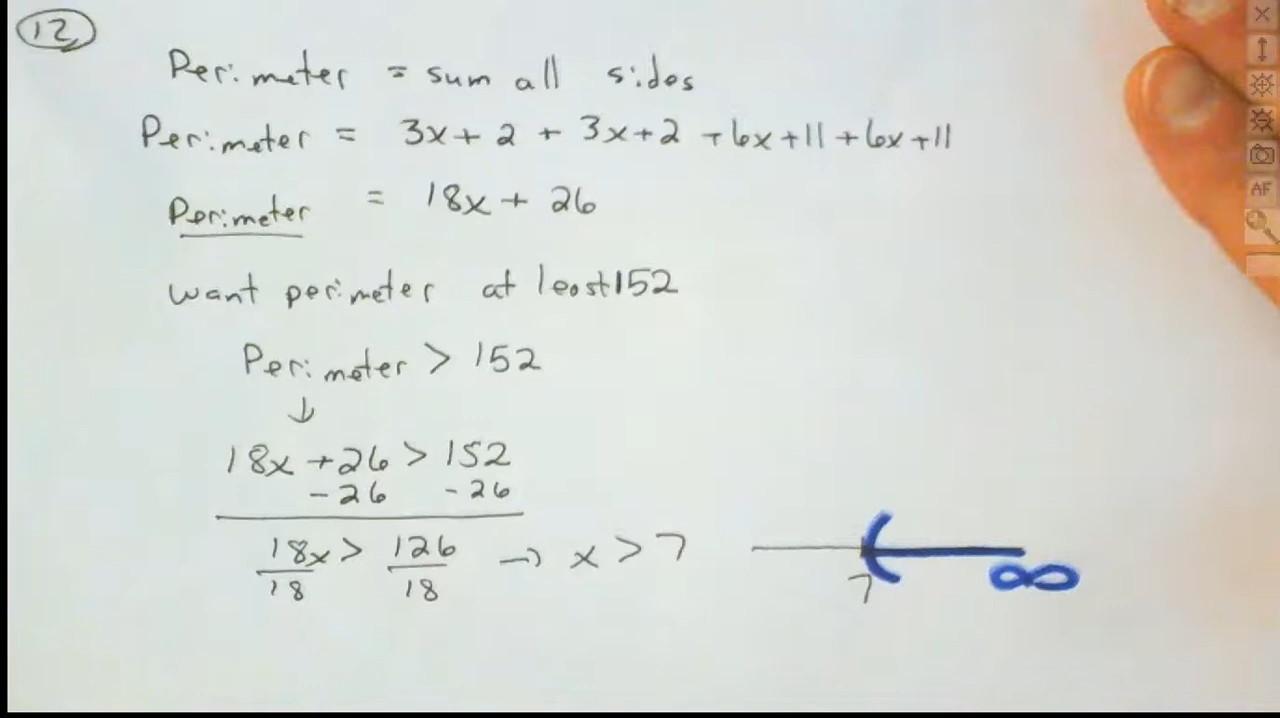 12
Perimeter = sum all sides
Perimeter = 3x+2 + 3x+2 +6x+11+6x+11
Perimeter = 18x+ 26
want perimeter at least 152
Perimeter > 152
↓
18x +26 > 152
-26 -26
18x > 126 → x > 7
18 18
7 ∞
AF